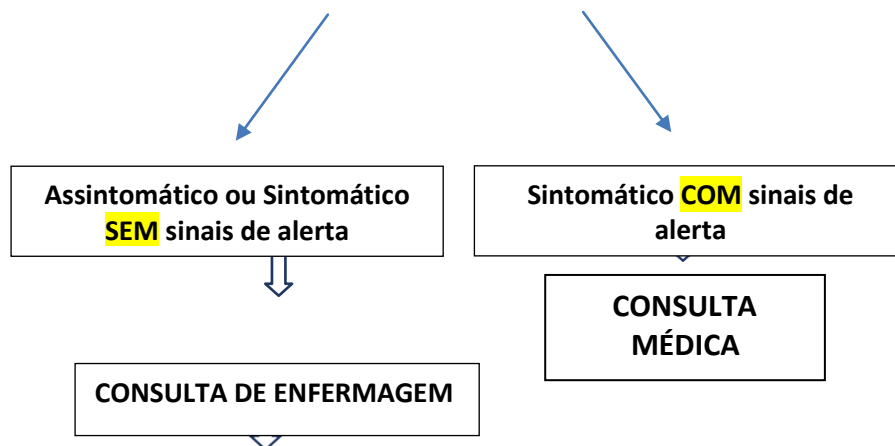 Assintomático ou Sintomático
SEM sinais de alerta
Sintomático COM sinais de
alerta
CONSULTA
MÉDICA
CONSULTA DE ENFERMAGEM